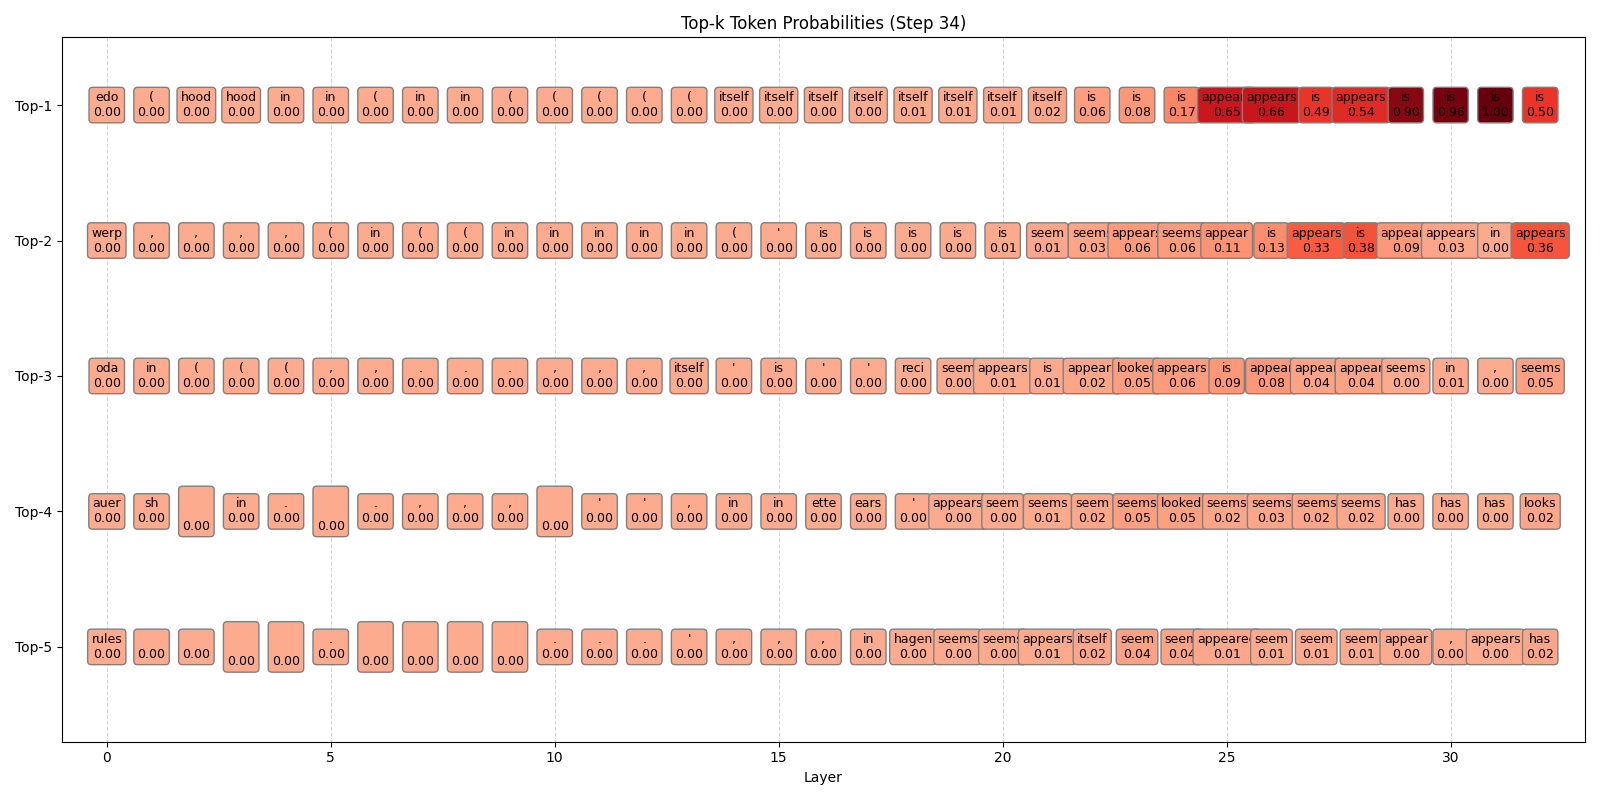 Top-k Token Probabilities (Step 34)
Top-1
edo ( hood hood in in ( in in ( ( ( ( ( itself itself itself itself itself itself itself itself is is is appears appears is appears is is is is
0.00 0.00 0.00 0.00 0.00 0.00 0.00 0.00 0.00 0.00 0.00 0.00 0.00 0.00 0.00 0.00 0.00 0.00 0.01 0.01 0.01 0.02 0.06 0.08 0.17 0.65 0.66 0.49 0.54 0.90 0.96 1.00 0.50
Top-2
werp , , , , ( in ( ( in in in in in ( ' is is is is is seem seems appears seems appear is appears is appears appears in appears
0.00 0.00 0.00 0.00 0.00 0.00 0.00 0.00 0.00 0.00 0.00 0.00 0.00 0.00 0.00 0.00 0.00 0.00 0.00 0.00 0.01 0.01 0.03 0.06 0.06 0.11 0.13 0.33 0.38 0.09 0.03 0.00 0.36
Top-3
oda in ( ( ( , , . . . , , , itself ' is ' ' reci seem appears is appears looked appears is appears appears appears seems in , seems
0.00 0.00 0.00 0.00 0.00 0.00 0.00 0.00 0.00 0.00 0.00 0.00 0.00 0.00 0.00 0.00 0.00 0.00 0.00 0.00 0.01 0.01 0.02 0.05 0.06 0.09 0.08 0.04 0.04 0.00 0.01 0.00 0.05
Top-4
auer sh in . . , , , ' ' , in in ette ears ' appears seem seems seem seems looked seems seems seems seems has has has looks
0.00 0.00 0.00 0.00 0.00 0.00 0.00 0.00 0.00 0.00 0.00 0.00 0.00 0.00 0.00 0.00 0.00 0.00 0.00 0.00 0.00 0.01 0.02 0.05 0.05 0.02 0.03 0.02 0.02 0.00 0.00 0.00 0.02
Top-5
rules . . . . ' , , , in hagen seems seems appears itself seem seem appeared seem seem seem appear , appears has
0.00 0.00 0.00 0.00 0.00 0.00 0.00 0.00 0.00 0.00 0.00 0.00 0.00 0.00 0.00 0.00 0.00 0.00 0.00 0.00 0.00 0.01 0.02 0.04 0.04 0.01 0.01 0.01 0.01 0.00 0.00 0.00 0.02
0 5 10 15 20 25 30
Layer